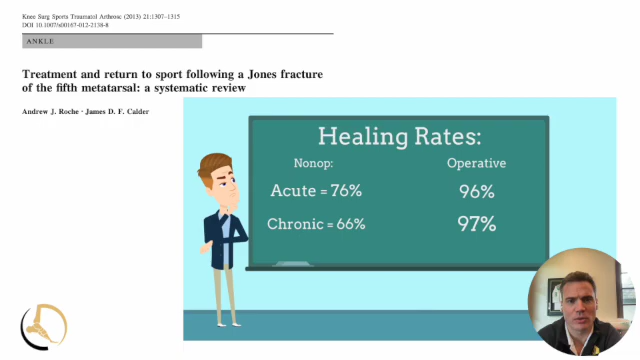 Knee Surg Sports Traumatol Arthrosc (2013) 21:1307–1315
DOI 10.1007/s00167-012-2138-8
ANKLE
Treatment and return to sport following a Jones fracture
of the fifth metatarsal: a systematic review
Andrew J. Roche · James D. F. Calder
Healing Rates:
Nonop: Operative
Acute = 76% 96%
Chronic = 66% 97%